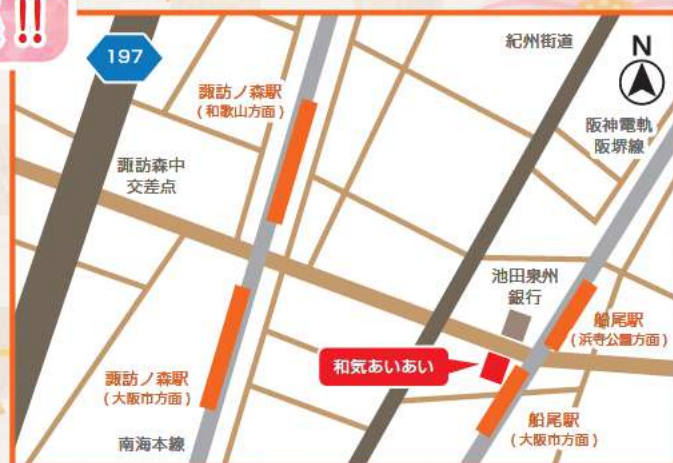 !!
197
紀州街道
N
諏訪ノ森駅
(和歌山方面)
阪神電軌
阪堺線
諏訪森中
交差点
池田泉州
銀行
船尾駅
(浜寺公園方面)
和気あいあい
諏訪ノ森駅
(大阪市方面)
船尾駅
(大阪市方面)
南海本線